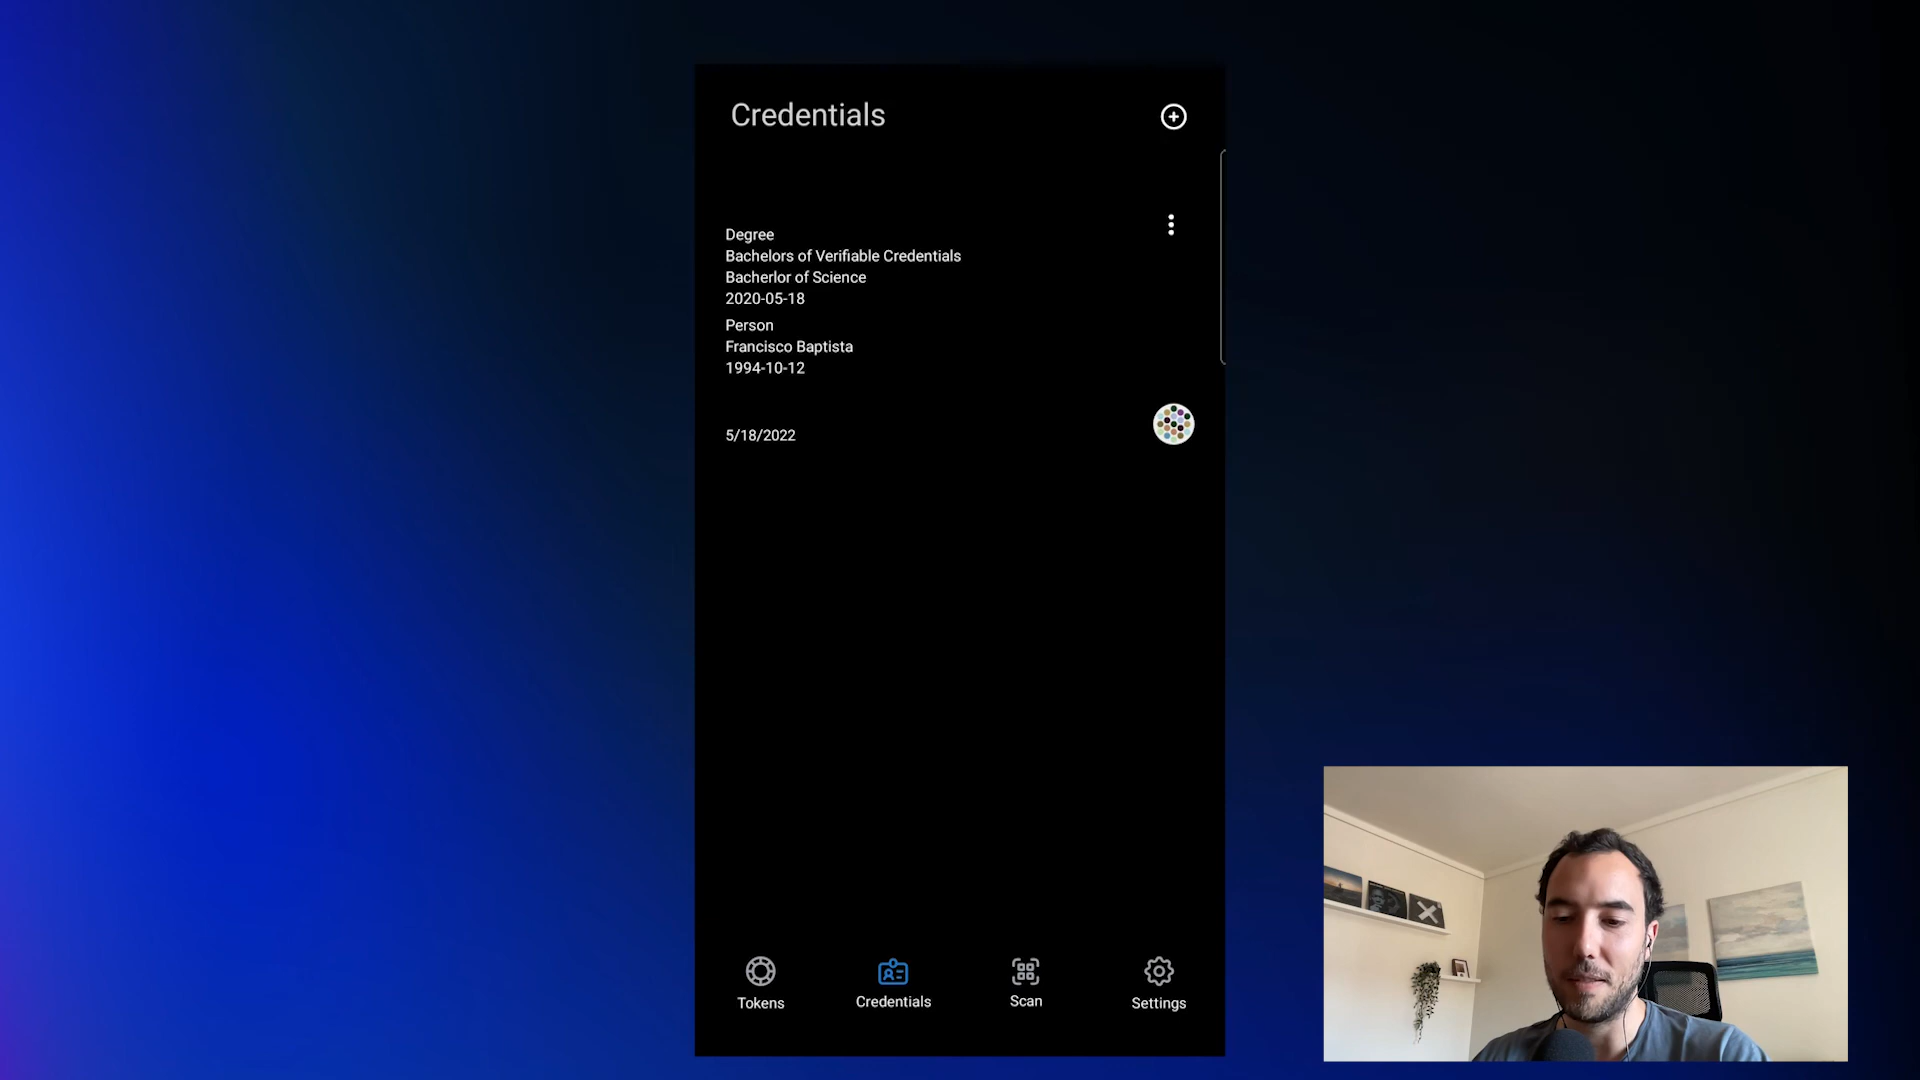 Credentials
Degree
Bachelors of Verifiable Credentials
Bacherlor of Science
2020-05-18
Person
Francisco Baptista
1994-10-12
5/18/2022
Tokens
Credentials
Scan
Settings